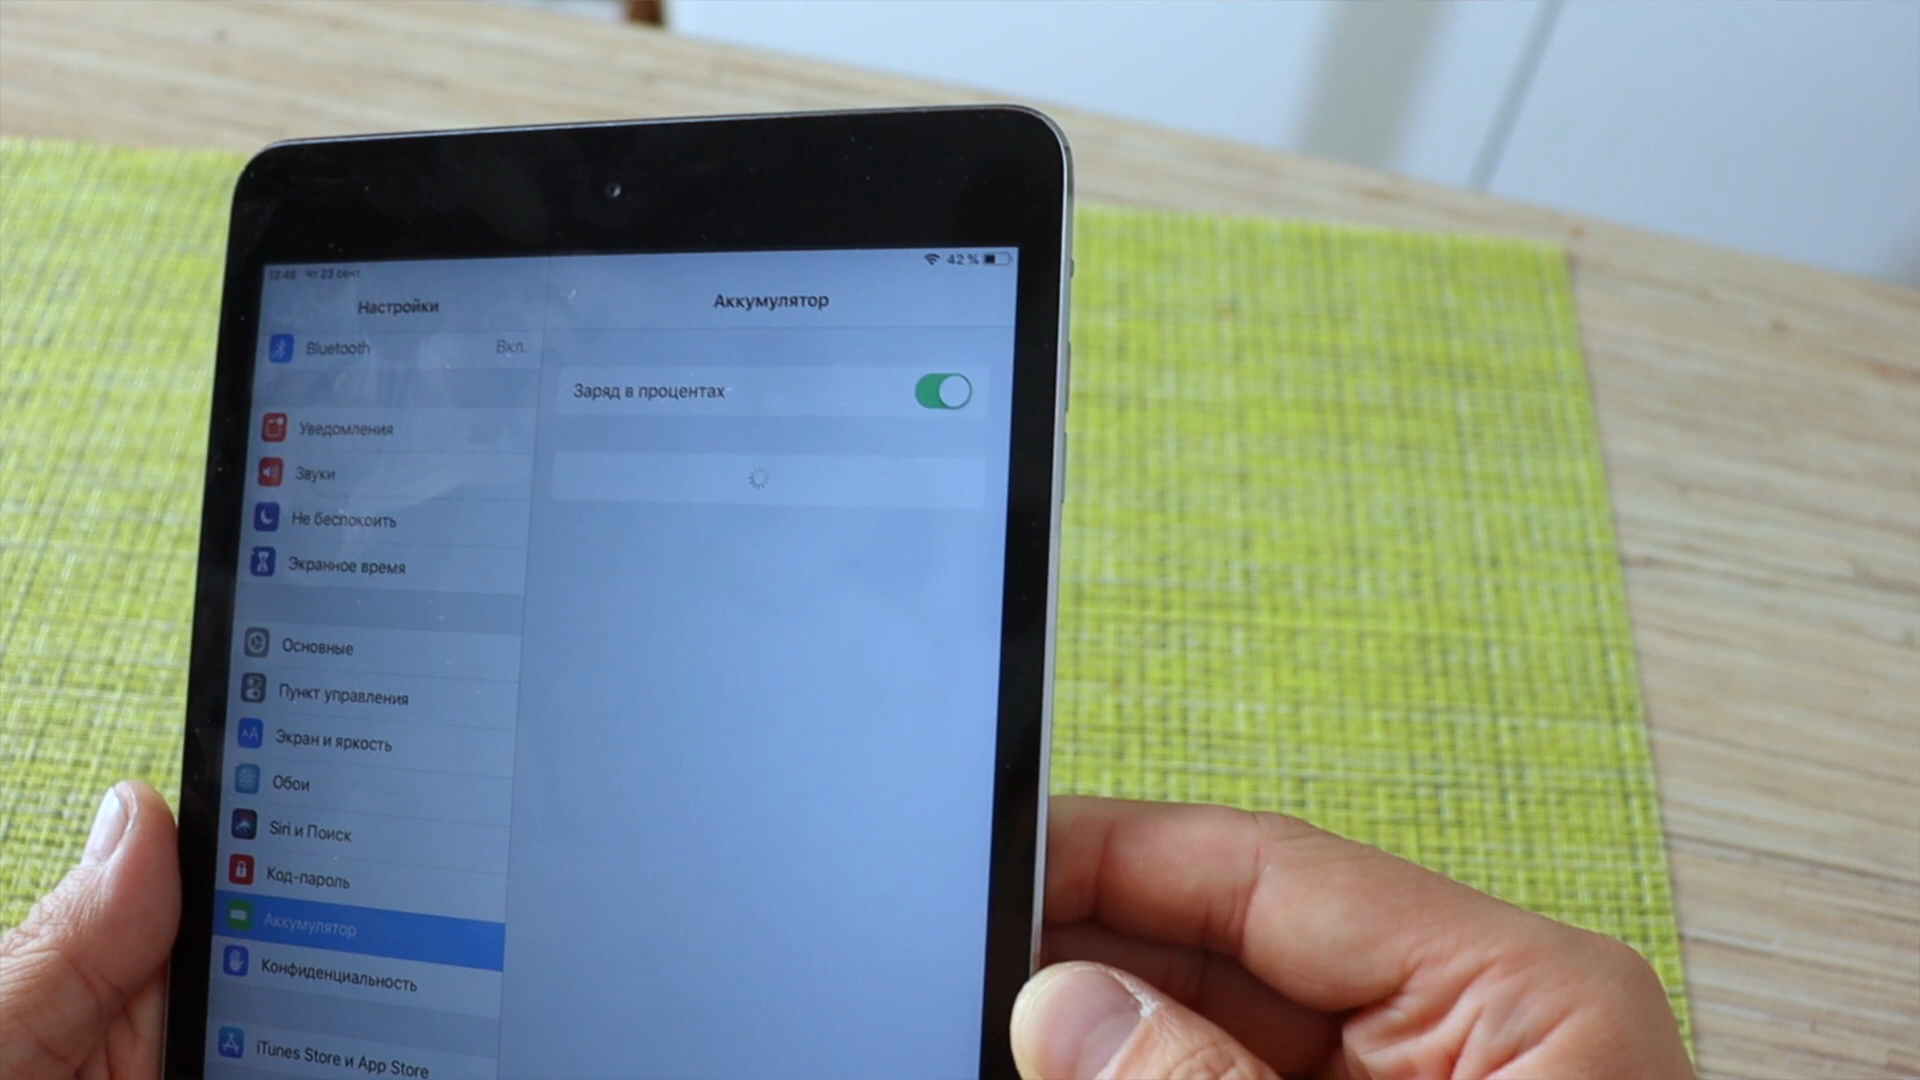 13:48 Чт 23 сент.
42 %
Настройки
Аккумулятор
Bluetooth Вкл.
Заряд в процентах
Уведомления
Звуки
Не беспокоить
Экранное время
Основные
Пункт управления
Экран и яркость
AA
Обои
Siri и Поиск
Код-пароль
Аккумулятор
Конфиденциальность
iTunes Store и App Store